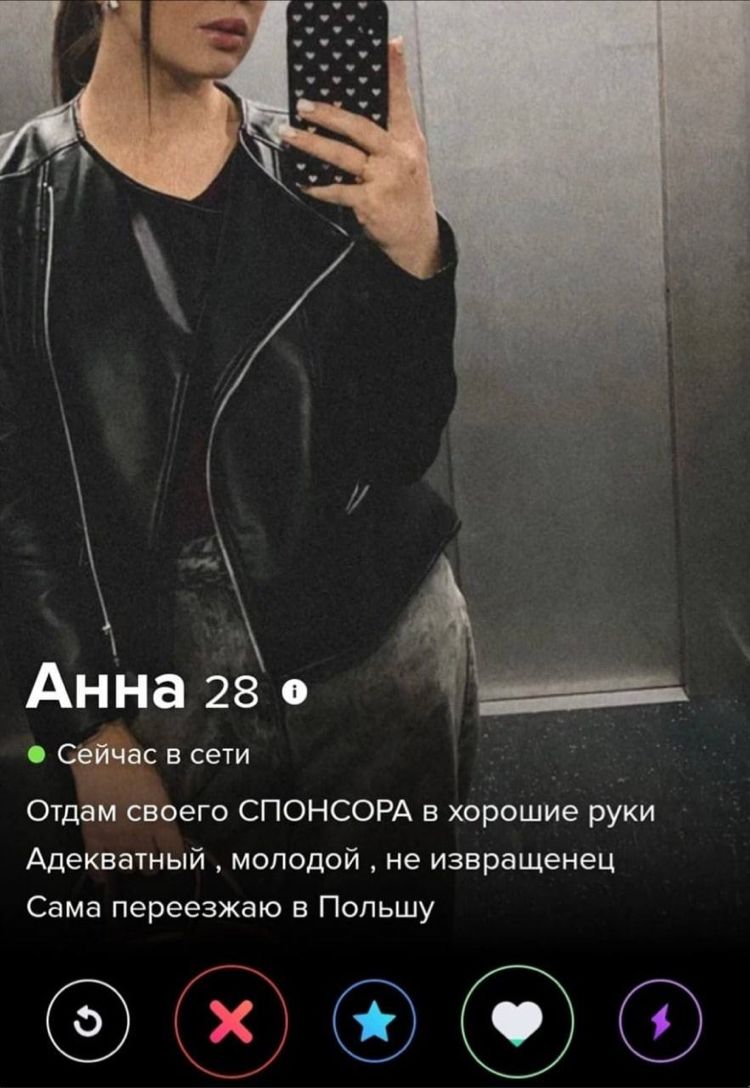 Анна 28
Сейчас в сети
Отдам своего СПОНСОРА в хорошие руки
Адекватный , молодой , не извращенец
Сама переезжаю в Польшу